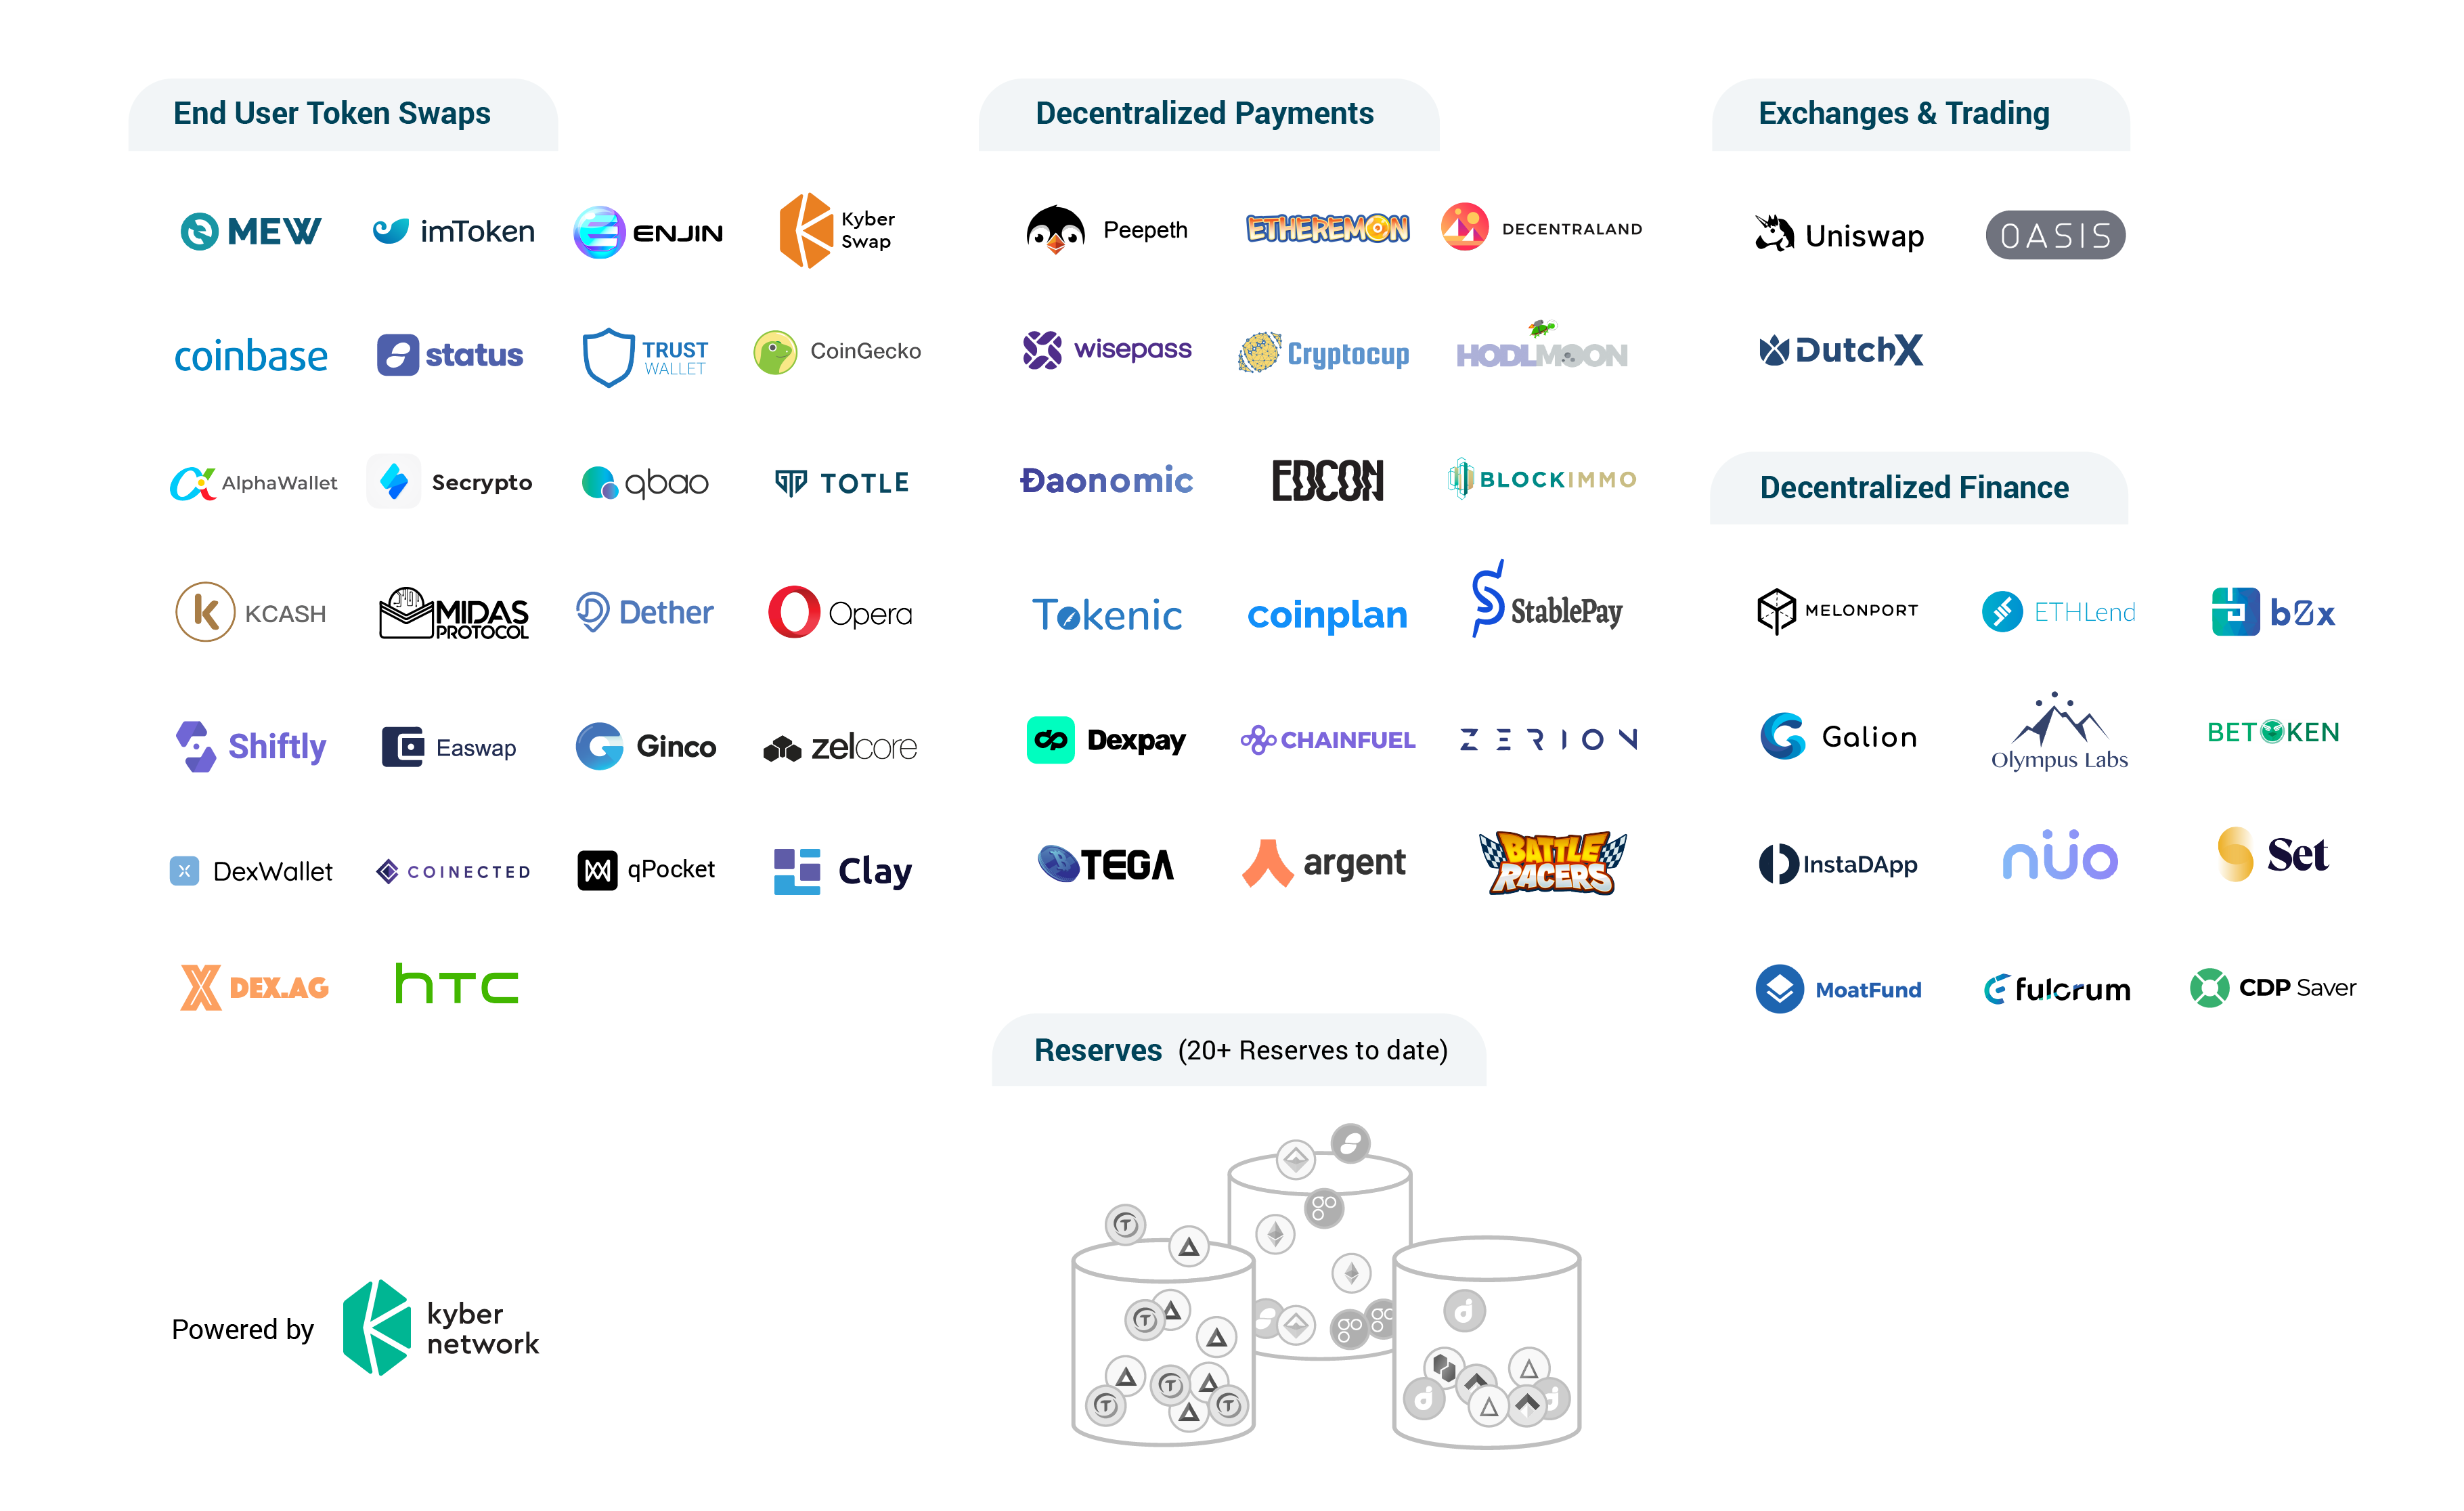 End User Token Swaps
MEW
imToken
ENJIN
Kyber
Swap
coinbase
status
TRUST
WALLET
CoinGecko
AlphaWallet
Secrypto
qbao
TOTLE
KCASH
MIDAS
PROTOCOL
Dether
Opera
Shiftly
Easwap
Ginco
zelcore
DexWallet
COINECTED
qPocket
Clay
DEX.AG
hTC
Decentralized Payments
Peepeth
ETHEREMON
DECENTRALAND
wisepass
Cryptocup
HODLMOON
Đaonomic
EDCON
BLOCKIMMO
Tokenic
coinplan
StablePay
Dexpay
CHAINFUEL
ZERION
TEGA
argent
BATTLE
RACERS
Exchanges & Trading
Uniswap
OASIS
DutchX
Decentralized Finance
MELONPORT
ETHLend
b0x
Galion
Olympus Labs
BETOKEN
InstaDApp
nüo
Set
MoatFund
fulcrum
CDP Saver
Reserves (20+ Reserves to date)
Powered by
kyber
network